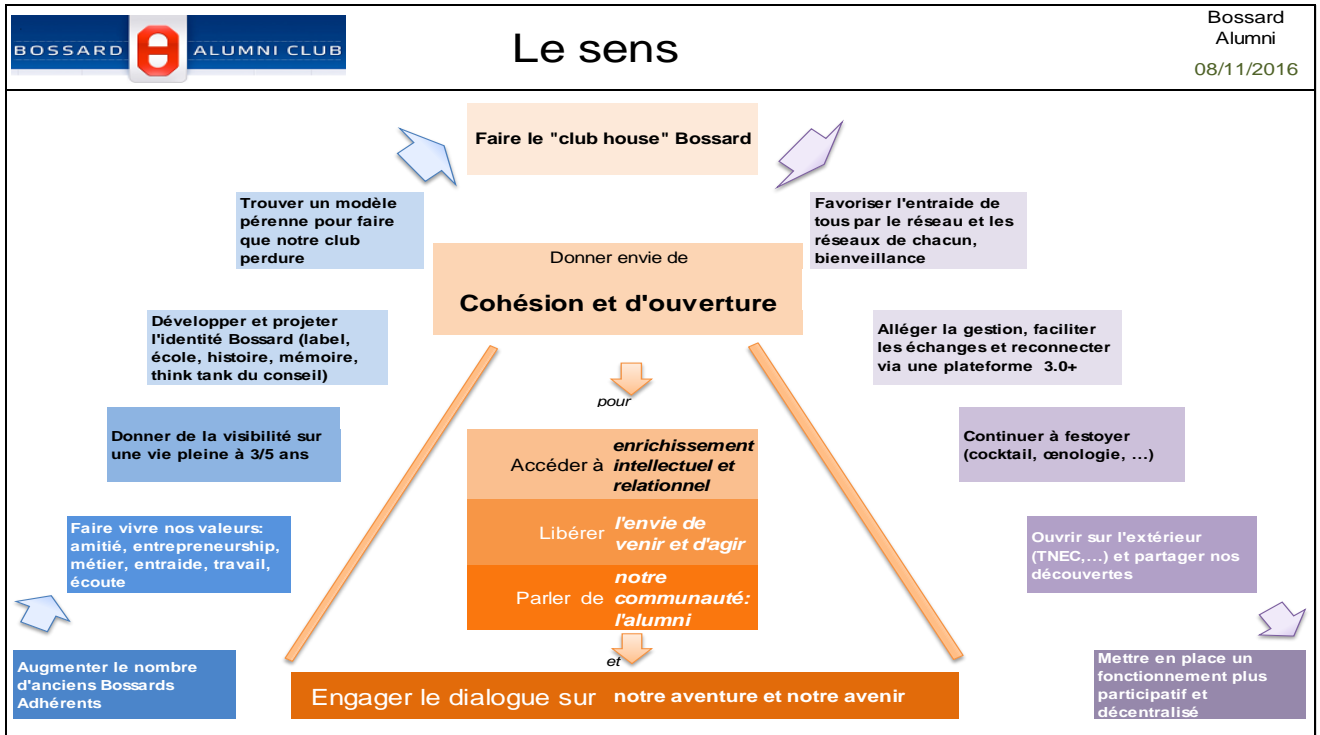 BOSSARD ALUMNI CLUB
Le sens
Bossard
Alumni
08/11/2016
Faire le "club house" Bossard
Trouver un modèle
pérenne pour faire
que notre club
perdure
Favoriser l'entraide de
tous par le réseau et les
réseaux de chacun,
bienveillance
Donner envie de
Cohésion et d'ouverture
Développer et projeter
l'identité Bossard (label,
école, histoire, mémoire,
think tank du conseil)
Alléger la gestion, faciliter
les échanges et reconnecter
via une plateforme  3.0+
pour
Donner de la visibilité sur
une vie pleine à 3/5 ans
Continuer à festoyer
(cocktail, œnologie, …)
Accéder à enrichissement
intellectuel et
relationnel
Libérer l'envie de
venir et d'agir
Parler de notre
communauté:
l'alumni
Faire vivre nos valeurs:
amitié, entrepreneurship,
métier, entraide, travail,
écoute
Ouvrir sur l'extérieur
(TNEC,…) et partager nos
découvertes
et
Augmenter le nombre
d'anciens Bossards
Adhérents
Engager le dialogue sur notre aventure et notre avenir
Mettre en place un
fonctionnement plus
participatif et
décentralisé